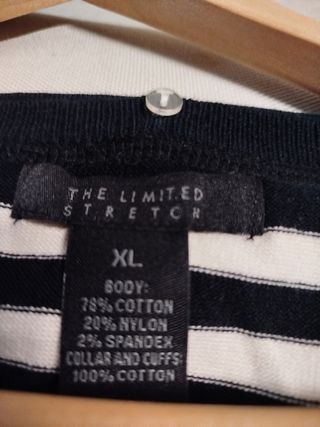 THE LIMITED
STRETCH
XL
BODY:
78% COTTON
20% NYLON
2% SPANDEX
COLLAR AND CUFFS:
100% COTTON